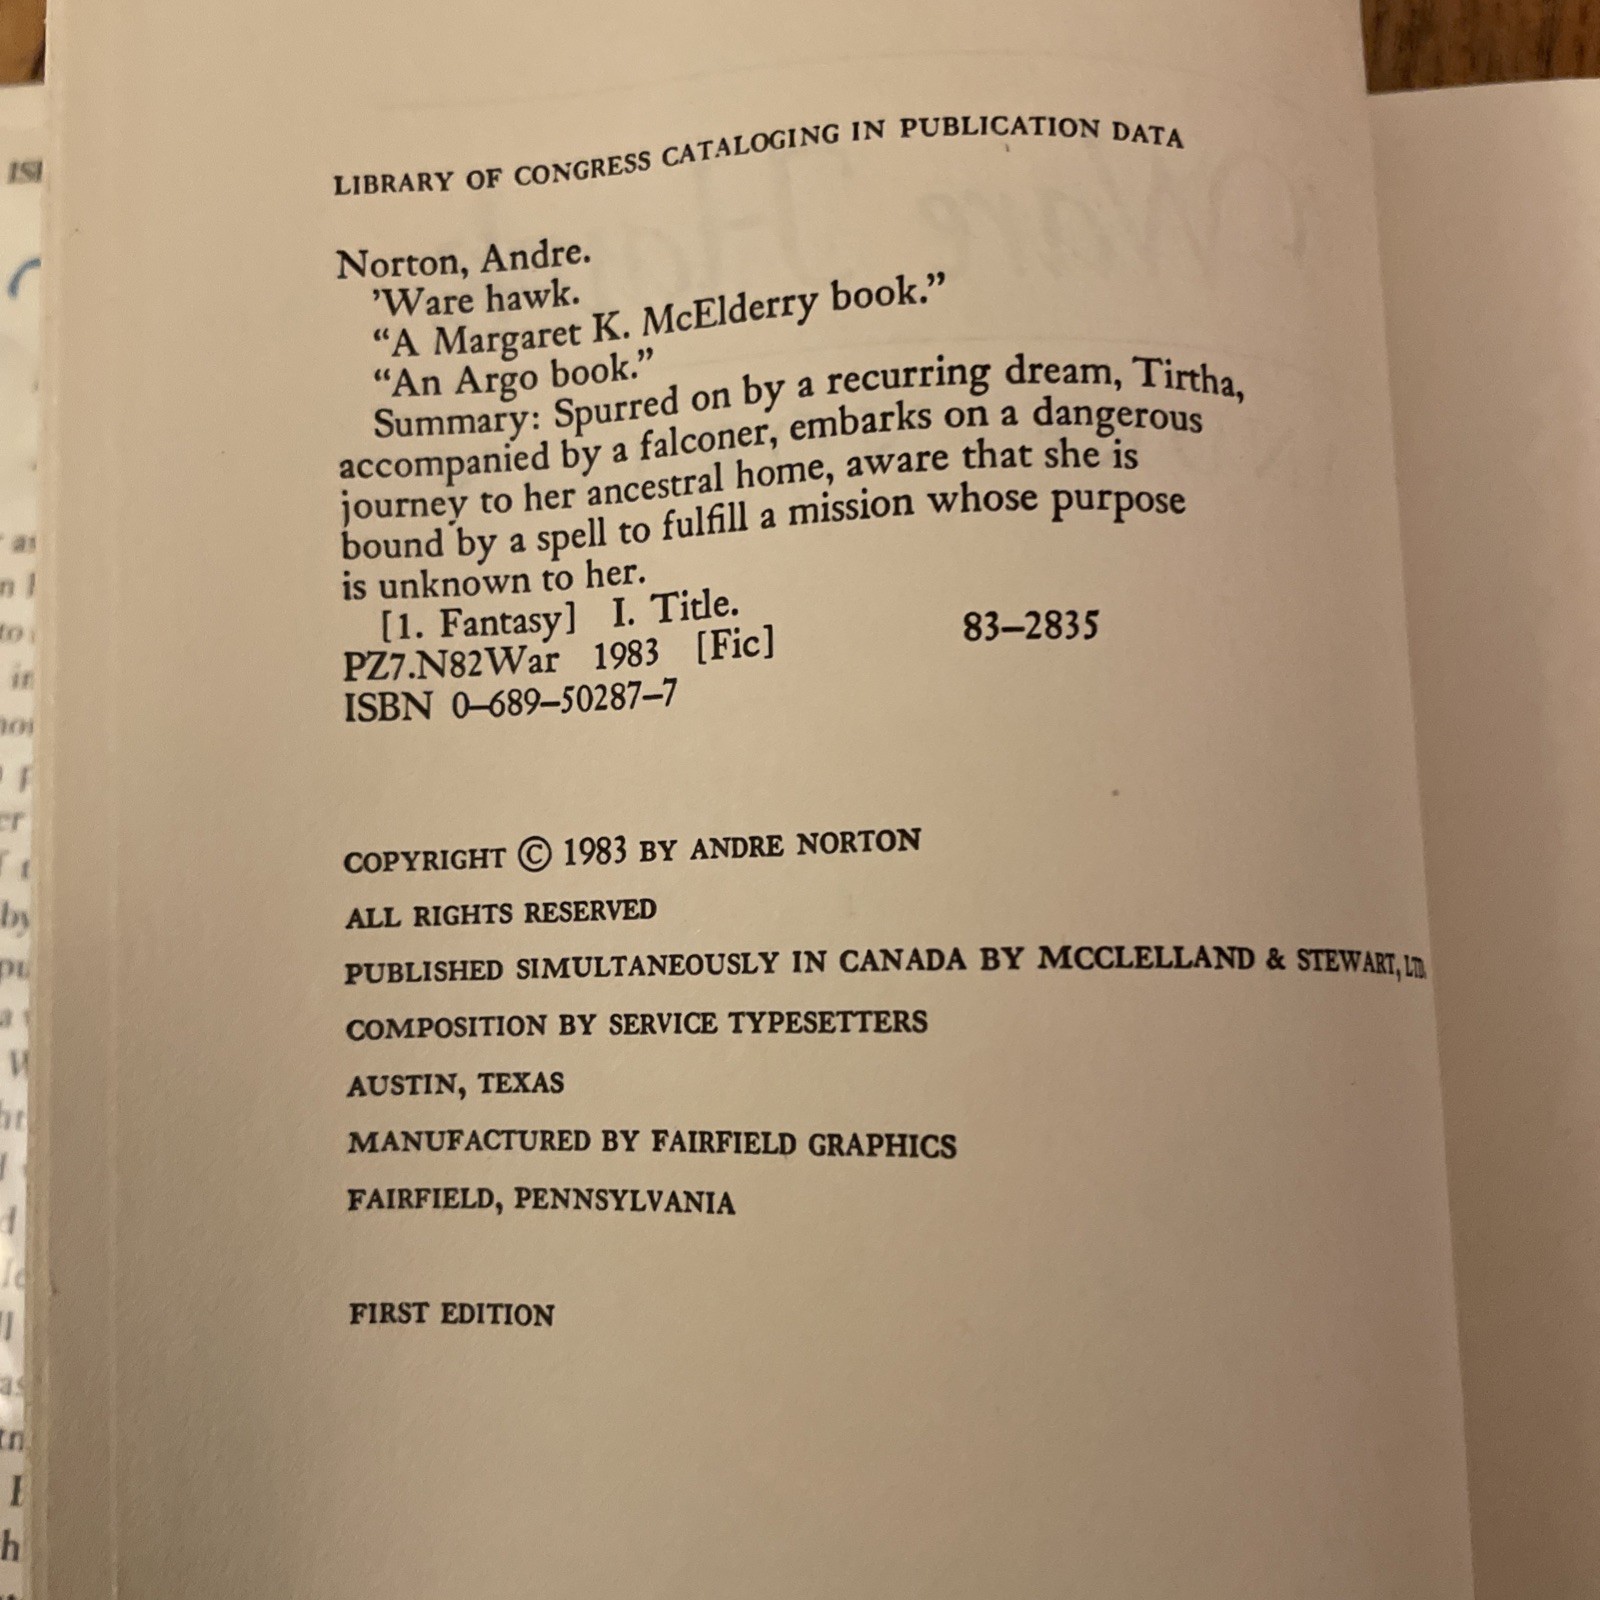 LIBRARY OF CONGRESS CATALOGING IN PUBLICATION DATA
Norton, Andre.
'Ware hawk.
“A Margaret K. McElderry book.”
“An Argo book.”
Summary: Spurred on by a recurring dream, Tirtha,
accompanied by a falconer, embarks on a dangerous
journey to her ancestral home, aware that she is
bound by a spell to fulfill a mission whose purpose
is unknown to her.
[1. Fantasy] I. Title.
PZ7.N82War 1983 [Fic] 83–2835
ISBN 0–689–50287–7
COPYRIGHT © 1983 BY ANDRE NORTON
ALL RIGHTS RESERVED
PUBLISHED SIMULTANEOUSLY IN CANADA BY MCCLELLAND & STEWART, LTD.
COMPOSITION BY SERVICE TYPESETTERS
AUSTIN, TEXAS
MANUFACTURED BY FAIRFIELD GRAPHICS
FAIRFIELD, PENNSYLVANIA
FIRST EDITION